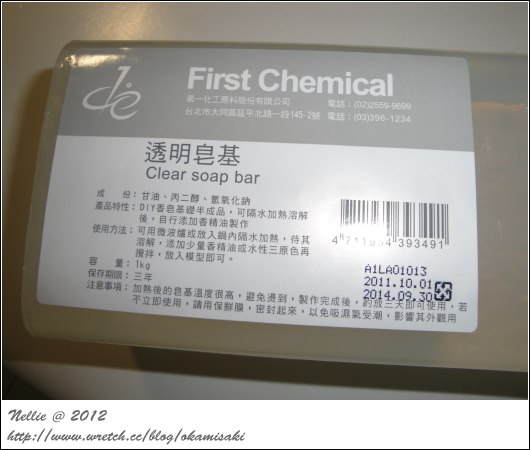 First Chemical
第一化工原料股份有限公司 電話：(02)2559-9699
台北市大同區延平北路一段145-2號 電話：(03)396-1234
透明皂基
Clear soap bar
成　份：甘油、丙二醇、氫氧化鈉
產品特性：DIY香皂基礎半成品，可隔水加熱溶解
後，自行添加香精油製作
使用方法：可用微波爐或放入鍋內隔水加熱，待其
溶解，添加少量香精油或水性三原色再
攪拌，放入模型即可。
容　量：1kg
保存期限：三年
注意事項：加熱後的皂基溫度很高，避免燙到，製作完成後，約放三天即可使用，若
不立即使用，請用保鮮膜，密封起來，以免吸濕氣受潮，影響其外觀用
4 711934 393491
A1LA01013
2011.10.01
2014.09.30
Nellie @ 2012
http://www.wretch.cc/blog/okamisaki